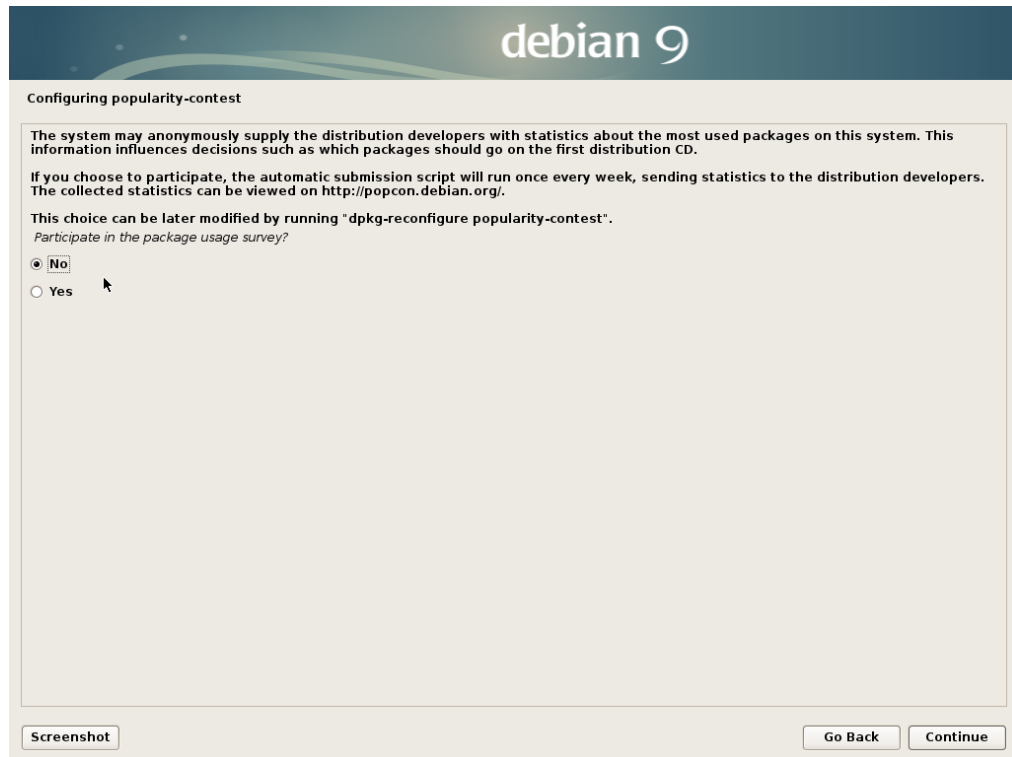 debian 9
Configuring popularity-contest
The system may anonymously supply the distribution developers with statistics about the most used packages on this system. This
information influences decisions such as which packages should go on the first distribution CD.
If you choose to participate, the automatic submission script will run once every week, sending statistics to the distribution developers.
The collected statistics can be viewed on http://popcon.debian.org/.
This choice can be later modified by running "dpkg-reconfigure popularity-contest".
Participate in the package usage survey?
No
Yes
Screenshot
Go Back
Continue